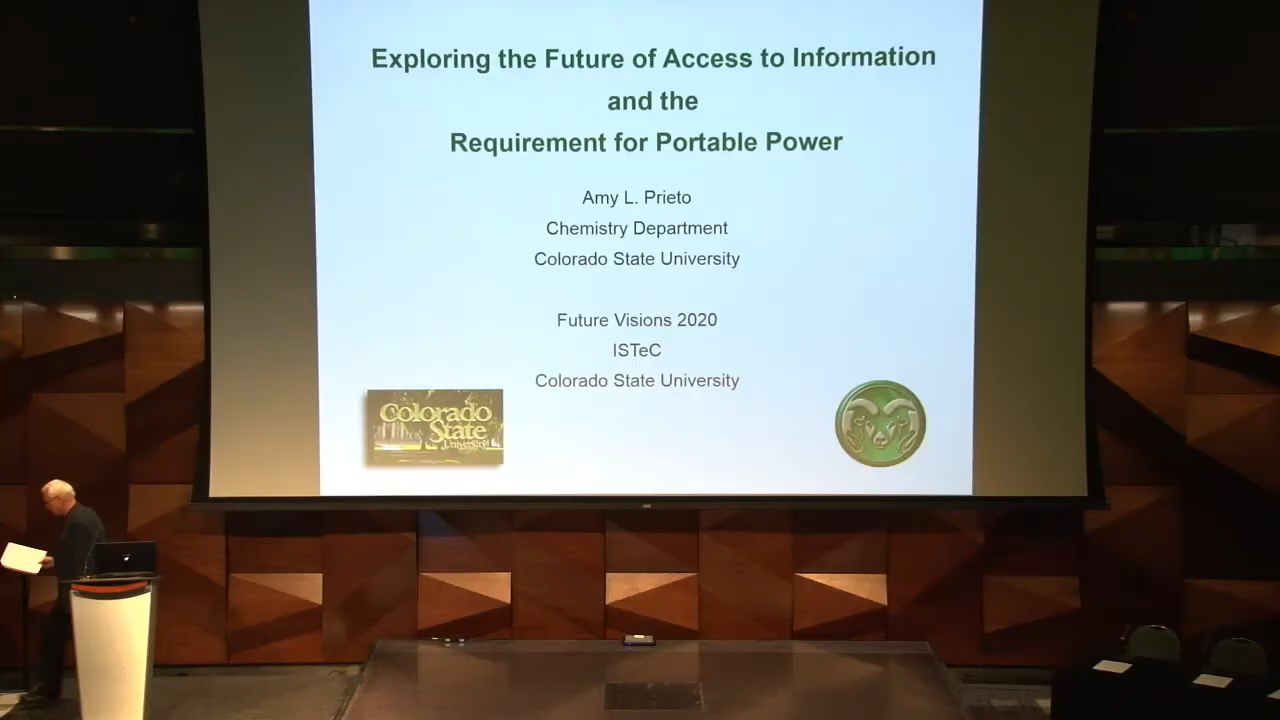 Exploring the Future of Access to Information
and the
Requirement for Portable Power
Amy L. Prieto
Chemistry Department
Colorado State University
Future Visions 2020
ISTeC
Colorado State University
Colorado
State
University